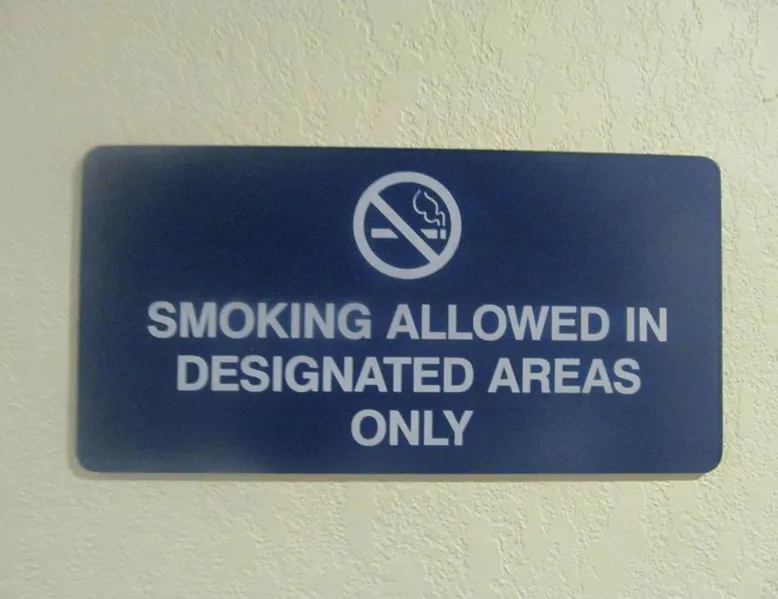 SMOKING ALLOWED IN
DESIGNATED AREAS
ONLY